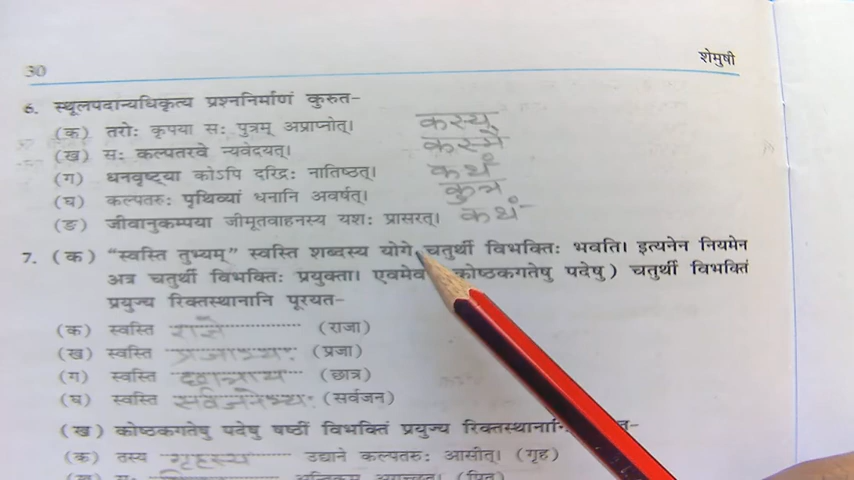 30
शेमुषी
6. स्थूलपदान्यधिकृत्य प्रश्ननिर्माणं कुरुत-
(क) तरोः कृपया सः पुत्रम् अप्राप्नोत्। कस्य
(ख) सः कल्पतरवे न्यवेदयत्। कस्मै
(ग) धनवृष्ट्या कोऽपि दरिद्रः नातिष्ठत्। कथं
(घ) कल्पतरुः पृथिव्यां धनानि अवर्षत्। कुत्र
(ङ) जीवानुकम्पया जीमूतवाहनस्य यशः प्रासरत्। कथं
7. (क) "स्वस्ति तुभ्यम्" स्वस्ति शब्दस्य योगे चतुर्थी विभक्तिः भवति। इत्यनेन नियमेन
अत्र चतुर्थी विभक्तिः प्रयुक्ता। एवमेव कोष्ठकगतेषु पदेषु) चतुर्थी विभक्तिं
प्रयुज्य रिक्तस्थानानि पूरयत-
(क) स्वस्ति राज्ञे (राजा)
(ख) स्वस्ति प्रजाभ्यः (प्रजा)
(ग) स्वस्ति छात्राय (छात्र)
(घ) स्वस्ति सर्वजनेभ्यः (सर्वजन)
(ख) कोष्ठकगतेषु पदेषु षष्ठीं विभक्तिं प्रयुज्य रिक्तस्थानानि
(क) तस्य गृहस्य उद्याने कल्पतरुः आसीत्। (गृह)